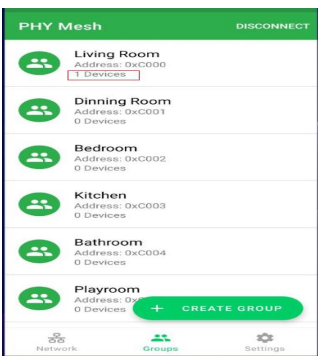 PHY Mesh DISCONNECT
Living Room
Address: 0xC000
1 Devices
Dinning Room
Address: 0xC001
0 Devices
Bedroom
Address: 0xC002
0 Devices
Kitchen
Address: 0xC003
0 Devices
Bathroom
Address: 0xC004
0 Devices
Playroom
Address:
0 Devices
+ CREATE GROUP
Network Groups Settings